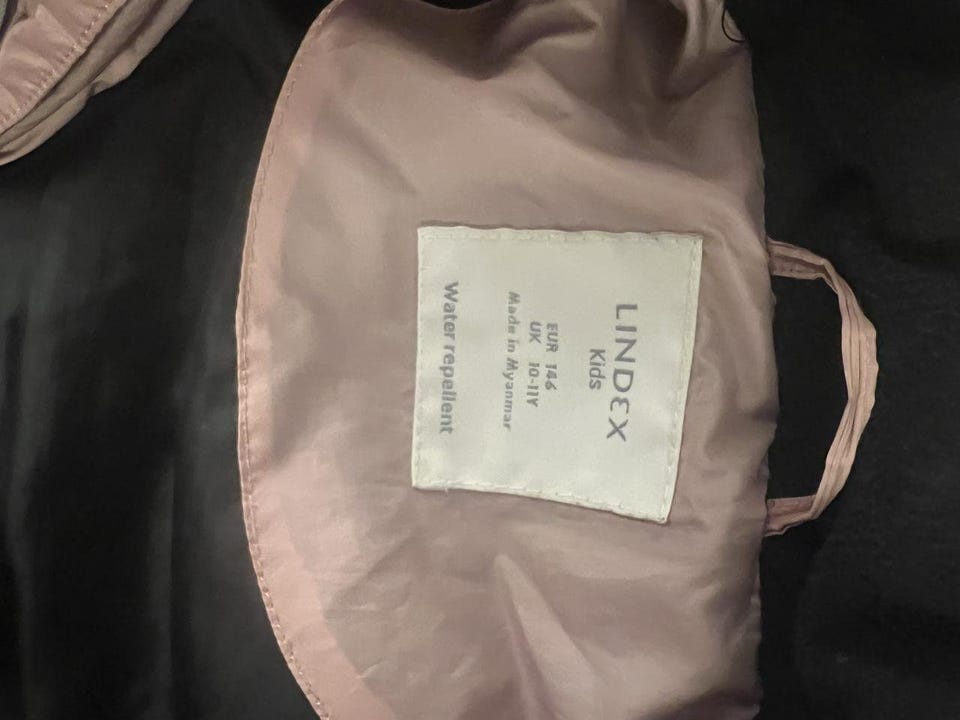 LINDEX
Kids
EUR 146
UK 10-11Y
Made in Myanmar
Water repellent